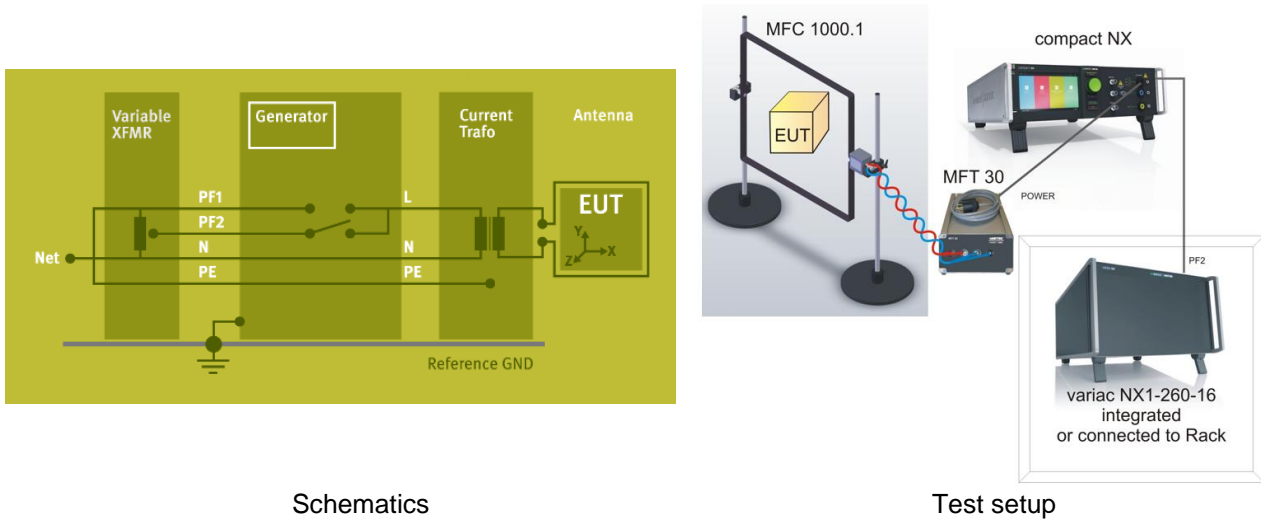 Variable
XFMR
Generator
Current
Trafo
Antenna
PF1
PF2
N
PE
L
N
PE
Net
EUT
Y
X
Z
Reference GND
Schematics
MFC 1000.1
EUT
compact NX
MFT 30
POWER
PF2
variac NX1-260-16
integrated
or connected to Rack
Test setup